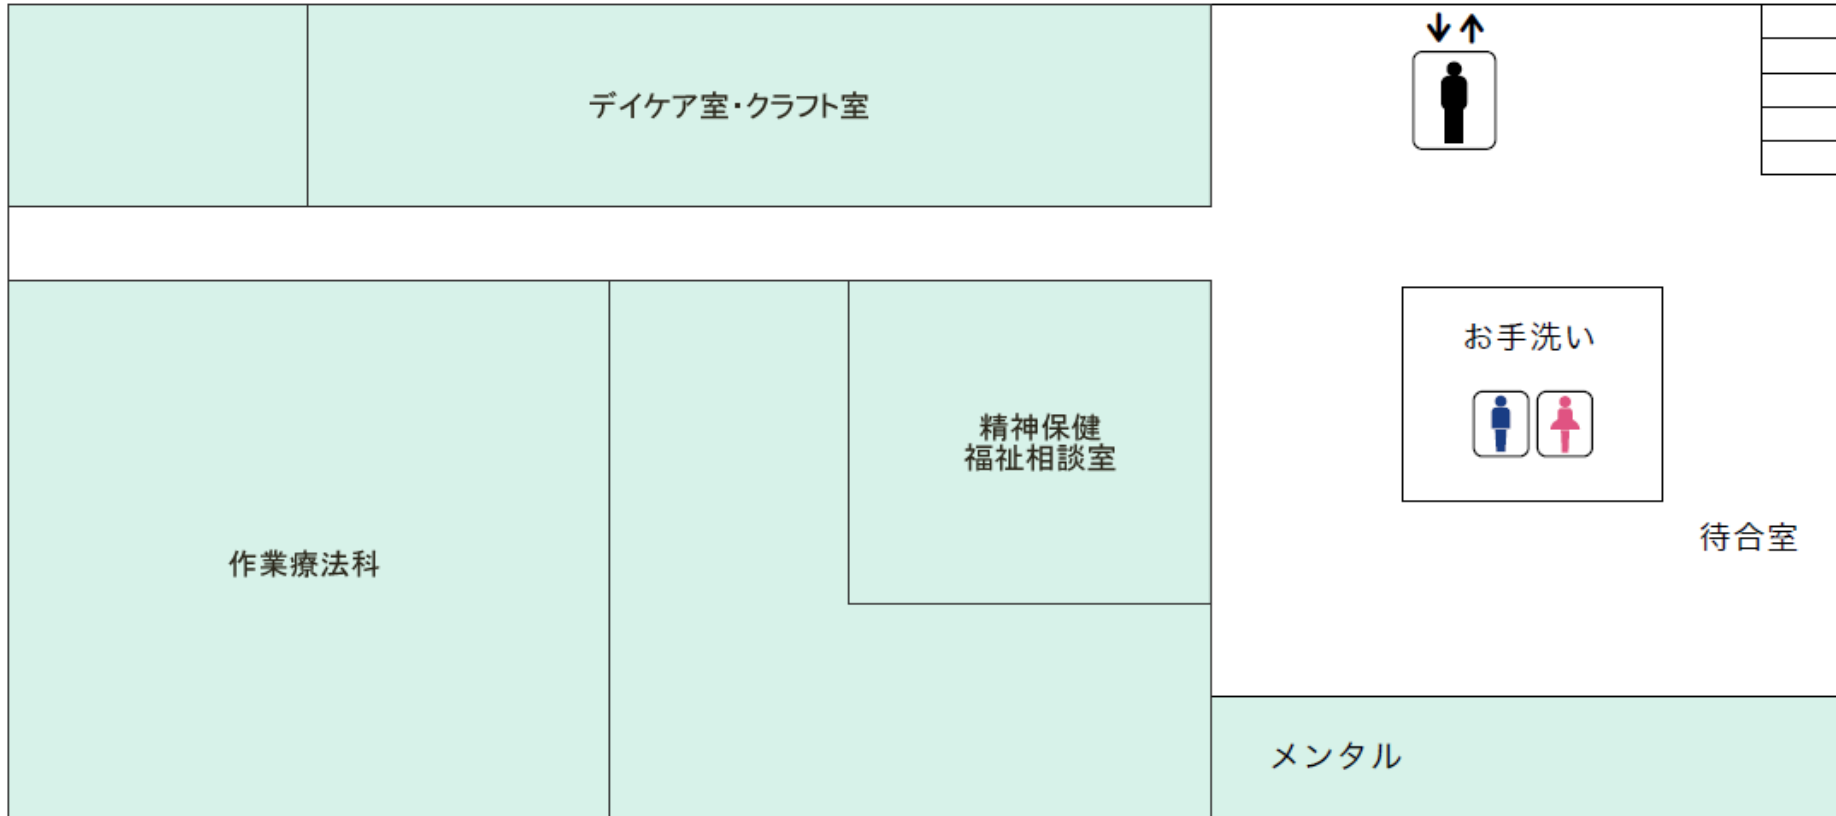 デイケア室・クラフト室
お手洗い
精神保健
福祉相談室
待合室
作業療法科
メンタル